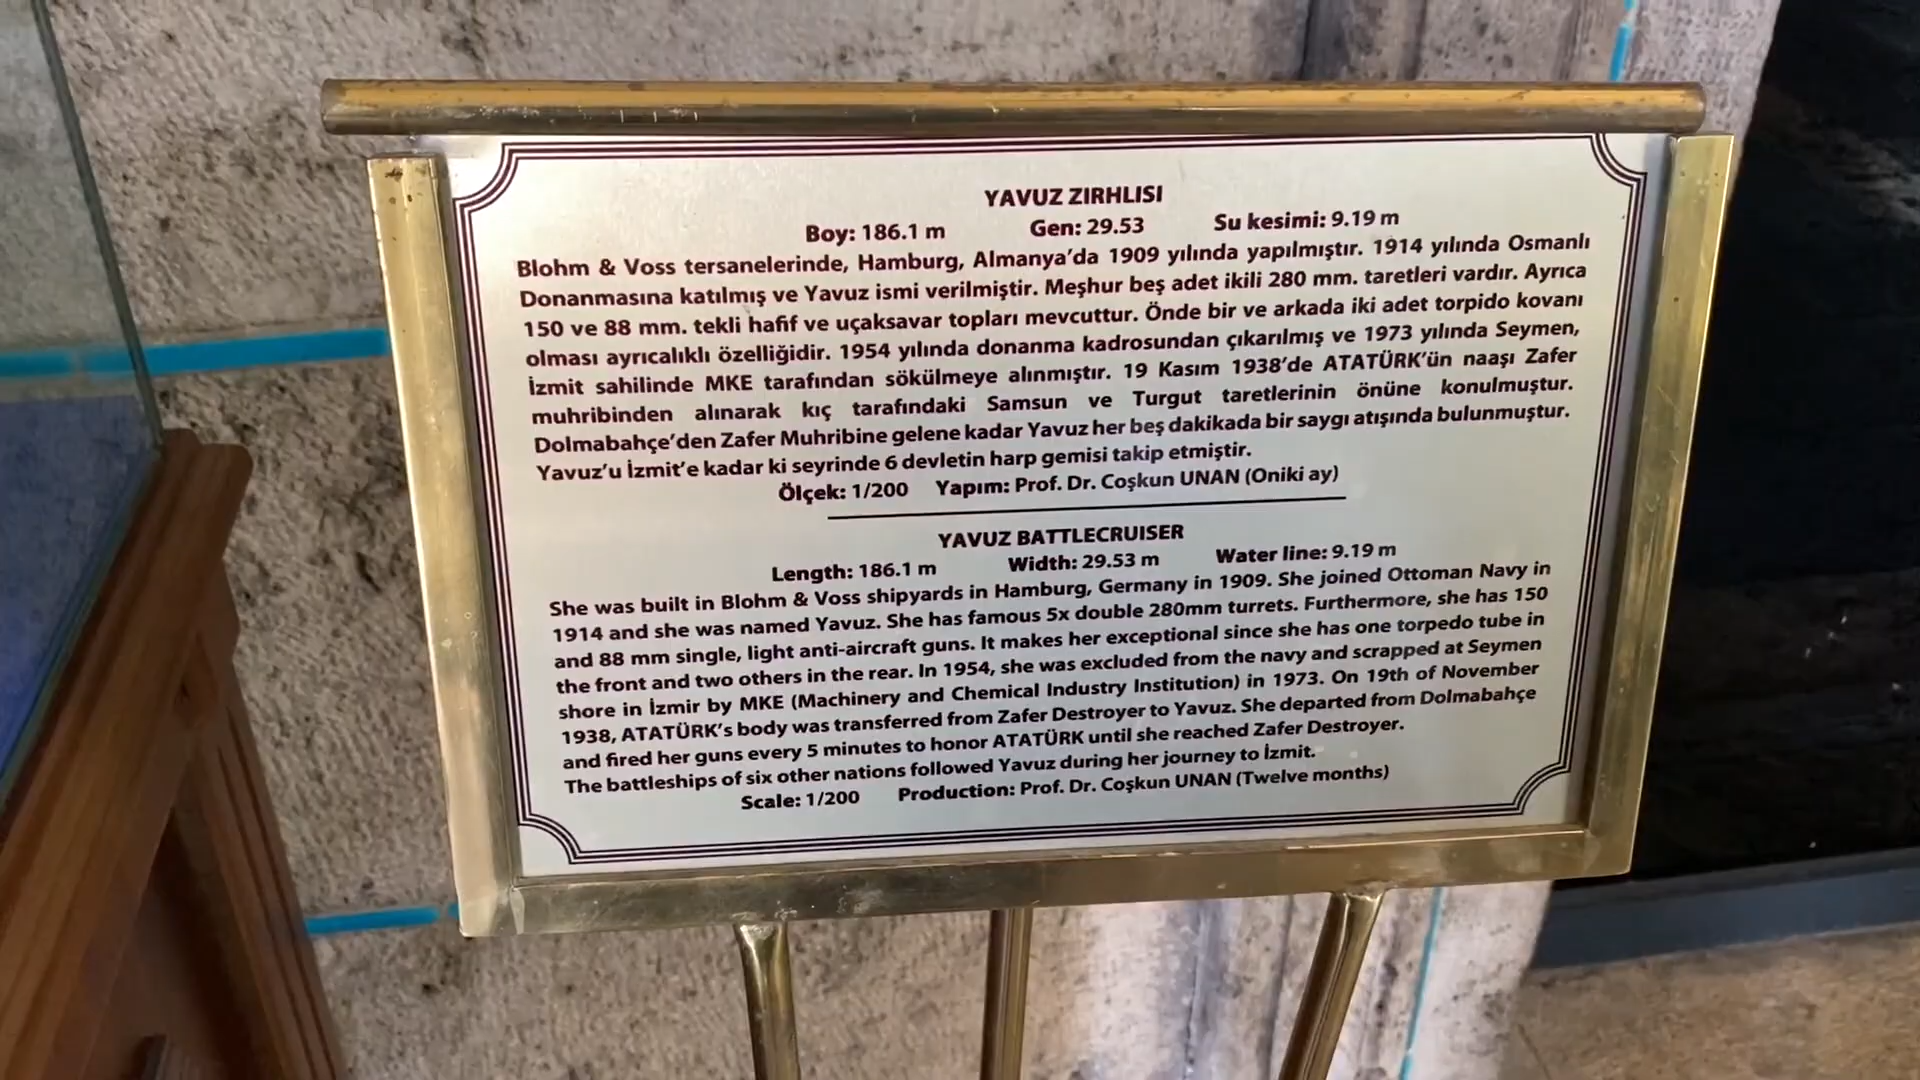 YAVUZ ZIRHLISI
Boy: 186.1 m Gen: 29.53 Su kesimi: 9.19 m
Blohm & Voss tersanelerinde, Hamburg, Almanya'da 1909 yılında yapılmıştır. 1914 yılında Osmanlı
Donanmasına katılmış ve Yavuz ismi verilmiştir. Meşhur beş adet ikili 280 mm. taretleri vardır. Ayrıca
150 ve 88 mm. tekli hafif ve uçaksavar topları mevcuttur. Önde bir ve arkada iki adet torpido kovanı
olması ayrıcalıklı özelliğidir. 1954 yılında donanma kadrosundan çıkarılmış ve 1973 yılında Seymen,
İzmit sahilinde MKE tarafından sökülmeye alınmıştır. 19 Kasım 1938'de ATATÜRK'ün naaşı Zafer
muhribinden alınarak kıç tarafındaki Samsun ve Turgut taretlerinin önüne konulmuştur.
Dolmabahçe'den Zafer Muhribine gelene kadar Yavuz her beş dakikada bir saygı atışında bulunmuştur.
Yavuz'u İzmit'e kadar ki seyrinde 6 devletin harp gemisi takip etmiştir.
Ölçek: 1/200 Yapım: Prof. Dr. Coşkun UNAN (Oniki ay)
YAVUZ BATTLECRUISER
Length: 186.1 m Width: 29.53 m Water line: 9.19 m
She was built in Blohm & Voss shipyards in Hamburg, Germany in 1909. She joined Ottoman Navy in
1914 and she was named Yavuz. She has famous 5x double 280mm turrets. Furthermore, she has 150
and 88 mm single, light anti-aircraft guns. It makes her exceptional since she has one torpedo tube in
the front and two others in the rear. In 1954, she was excluded from the navy and scrapped at Seymen
shore in İzmir by MKE (Machinery and Chemical Industry Institution) in 1973. On 19th of November
1938, ATATÜRK's body was transferred from Zafer Destroyer to Yavuz. She departed from Dolmabahçe
and fired her guns every 5 minutes to honor ATATÜRK until she reached Zafer Destroyer.
The battleships of six other nations followed Yavuz during her journey to İzmit.
Scale: 1/200 Production: Prof. Dr. Coşkun UNAN (Twelve months)